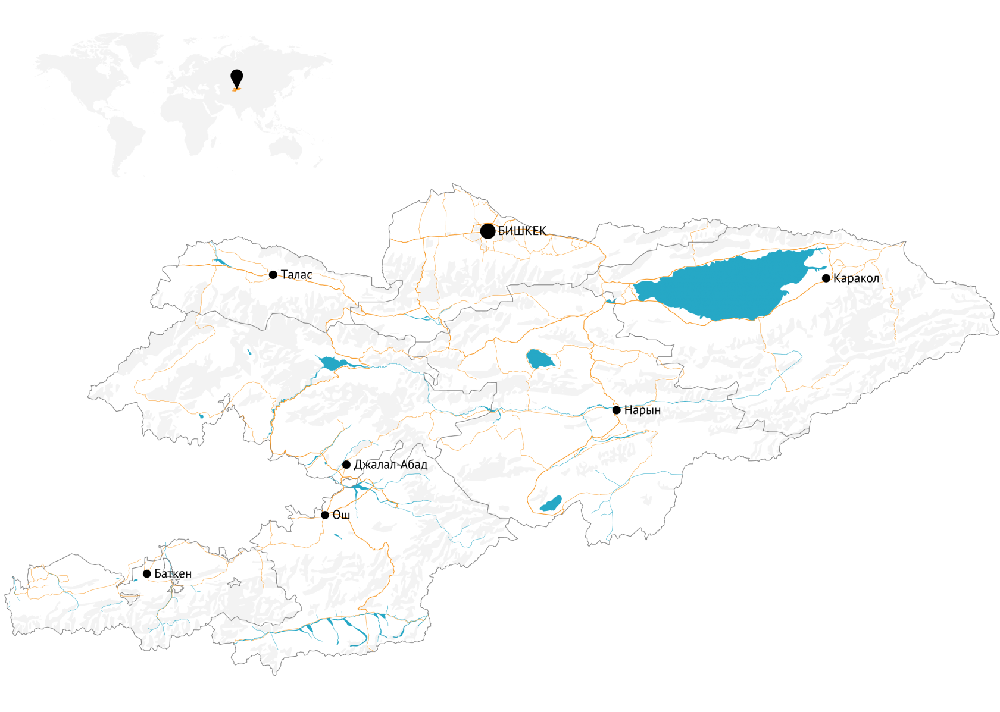 БИШКЕК
Талас
Каракол
Нарын
Джалал-Абад
Ош
Баткен